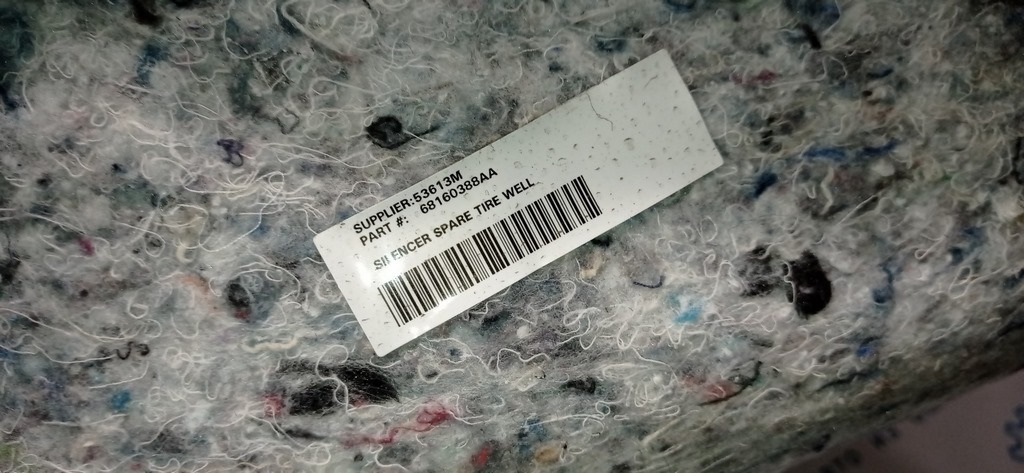 SUPPLIER:53613M
PART #: 68160388AA
SILENCER SPARE TIRE WELL